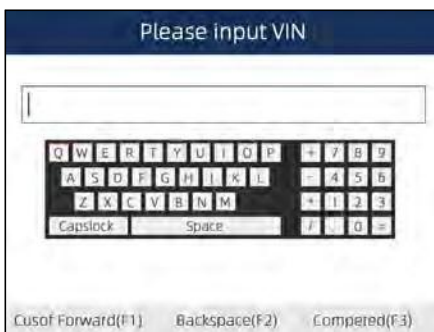 Please input VIN
Q W E R T Y U I O P + 7 8 9
A S D F G H J K L - 4 5 6
Z X C V B N M * 1 2 3
Capslock Space / . 0 =
Cusof Forward(F1) Backspace(F2) Compered(F3)